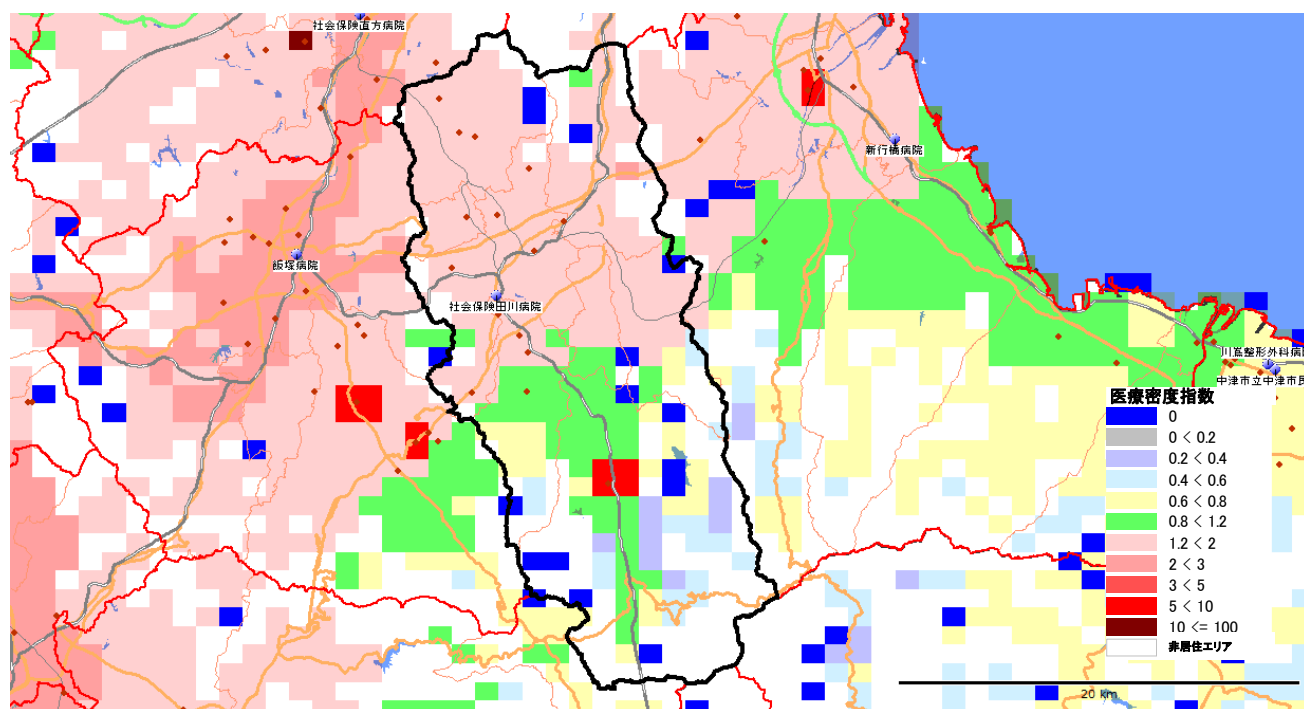 社会保険直方病院
新行橋病院
飯塚病院
社会保険田川病院
川嶌整形外科病院
中津市立中津市民
医療密度指数
0
0 < 0.2
0.2 < 0.4
0.4 < 0.6
0.6 < 0.8
0.8 < 1.2
1.2 < 2
2 < 3
3 < 5
5 < 10
10 <= 100
非居住エリア
20 km